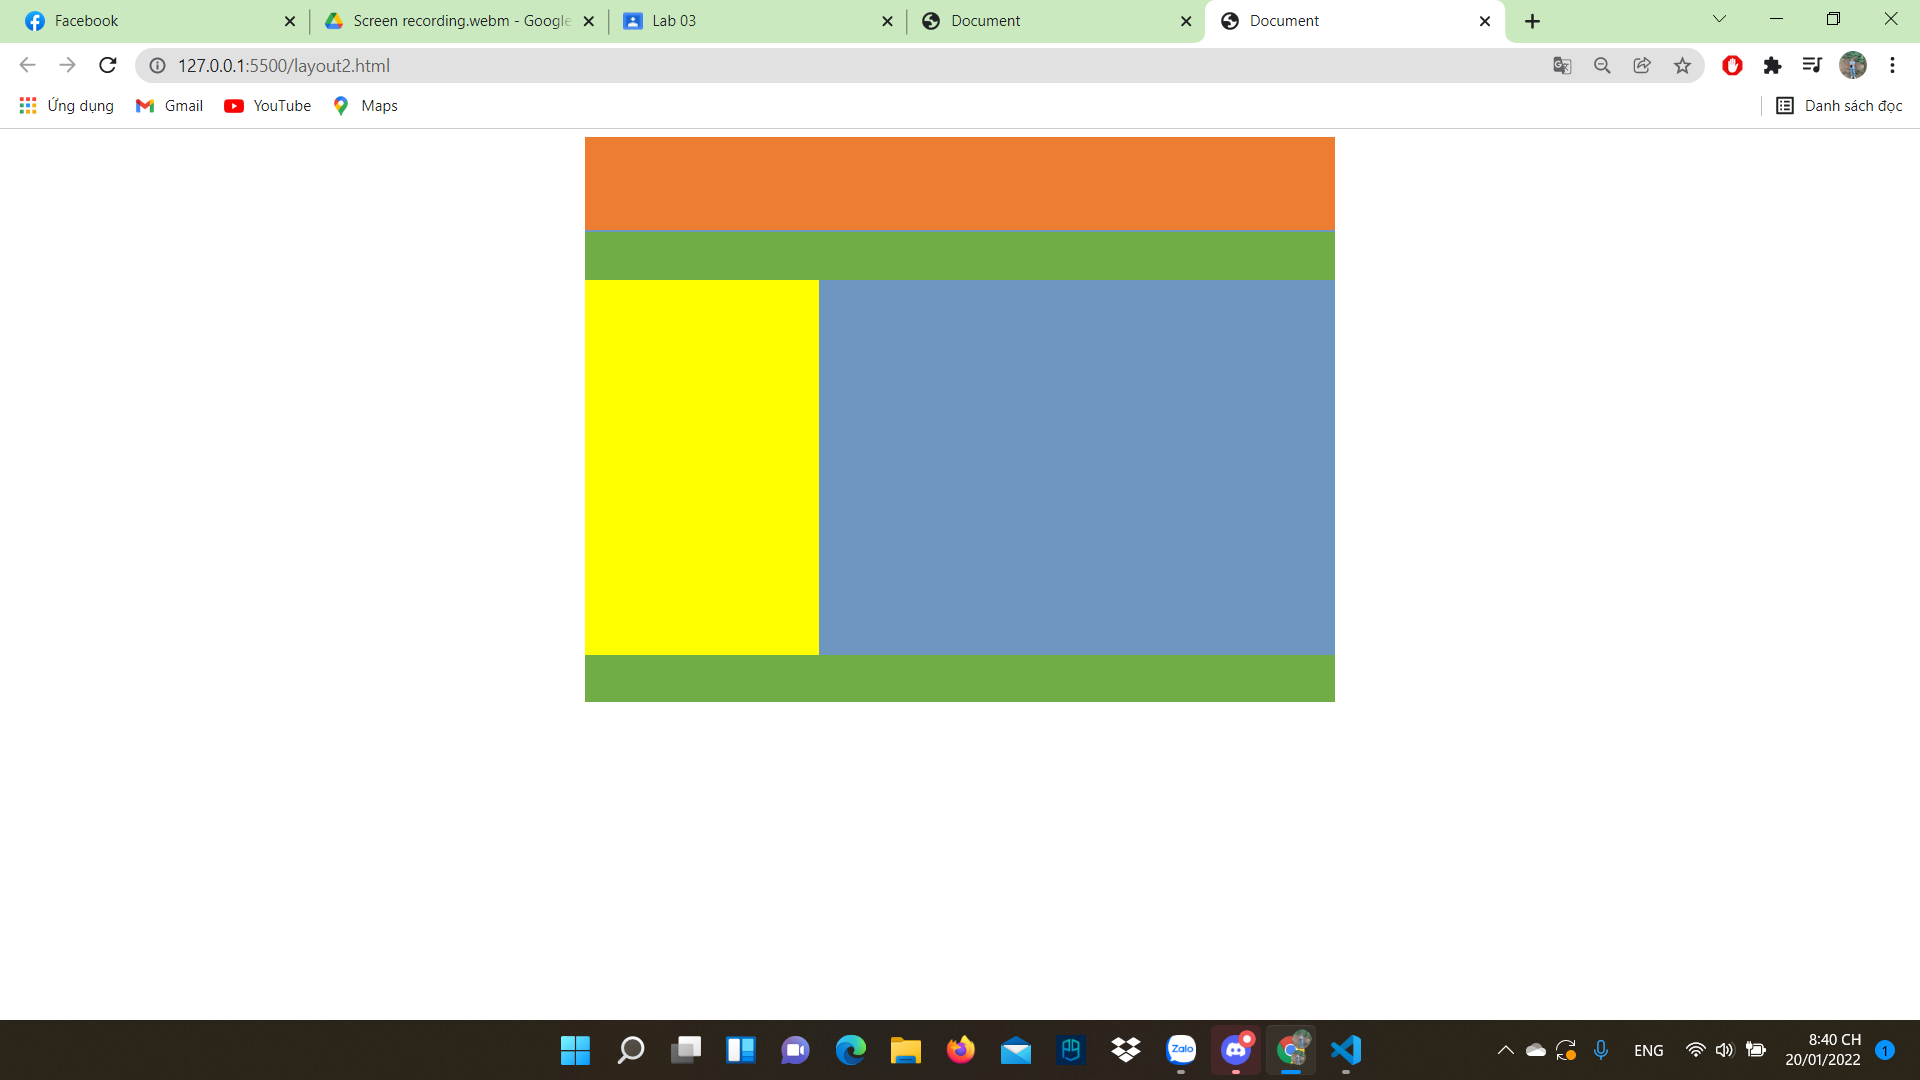 Facebook
Screen recording.webm - Google
Lab 03
Document
Document
127.0.0.1:5500/layout2.html
Ứng dụng
Gmail
YouTube
Maps
Danh sách đọc
Zalo
ENG
8:40 CH
20/01/2022
1